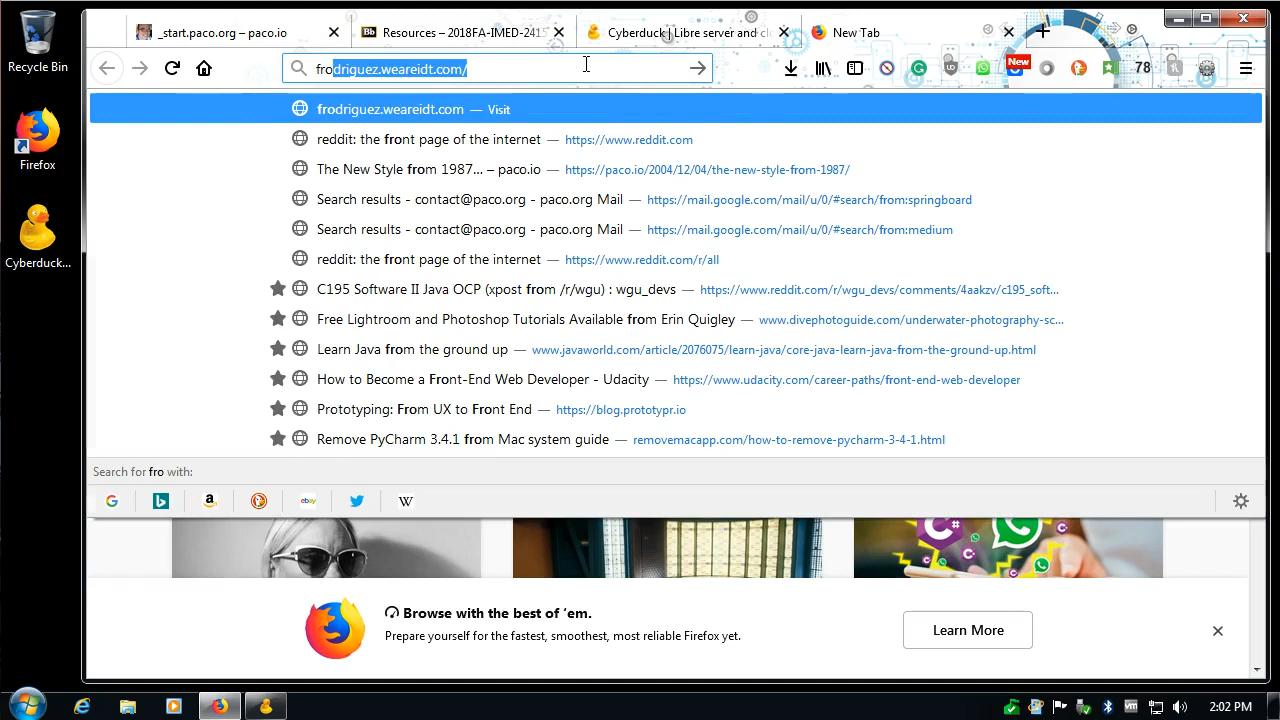 Recycle Bin
Firefox
Cyberduck...
_start.paco.org – paco.io
Bb Resources – 2018FA-IMED-2415
Cyberduck | Libre server and cl
New Tab
frodriguez.weareidt.com/
New
78
frodriguez.weareidt.com — Visit
reddit: the front page of the internet — https://www.reddit.com
The New Style from 1987... – paco.io — https://paco.io/2004/12/04/the-new-style-from-1987/
Search results - contact@paco.org - paco.org Mail — https://mail.google.com/mail/u/0/#search/from:springboard
Search results - contact@paco.org - paco.org Mail — https://mail.google.com/mail/u/0/#search/from:medium
reddit: the front page of the internet — https://www.reddit.com/r/all
C195 Software II Java OCP (xpost from /r/wgu) : wgu_devs — https://www.reddit.com/r/wgu_devs/comments/4aakzv/c195_soft...
Free Lightroom and Photoshop Tutorials Available from Erin Quigley — www.divephotoguide.com/underwater-photography-sc...
Learn Java from the ground up — www.javaworld.com/article/2076075/learn-java/core-java-learn-java-from-the-ground-up.html
How to Become a Front-End Web Developer - Udacity — https://www.udacity.com/career-paths/front-end-web-developer
Prototyping: From UX to Front End — https://blog.prototypr.io
Remove PyCharm 3.4.1 from Mac system guide — removemacapp.com/how-to-remove-pycharm-3-4-1.html
Search for fro with:
G
b
a
ebay
W
C#
C#
C#
C#
Browse with the best of ‘em.
Prepare yourself for the fastest, smoothest, most reliable Firefox yet.
Learn More
vm
2:02 PM